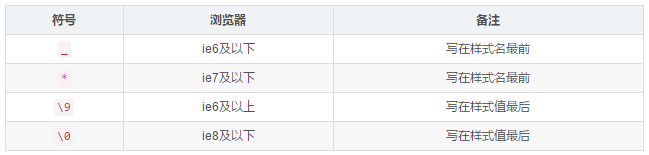 符号 浏览器 备注
_ ie6及以下 写在样式名最前
* ie7及以下 写在样式名最前
\9 ie6及以上 写在样式值最后
\0 ie8及以下 写在样式值最后